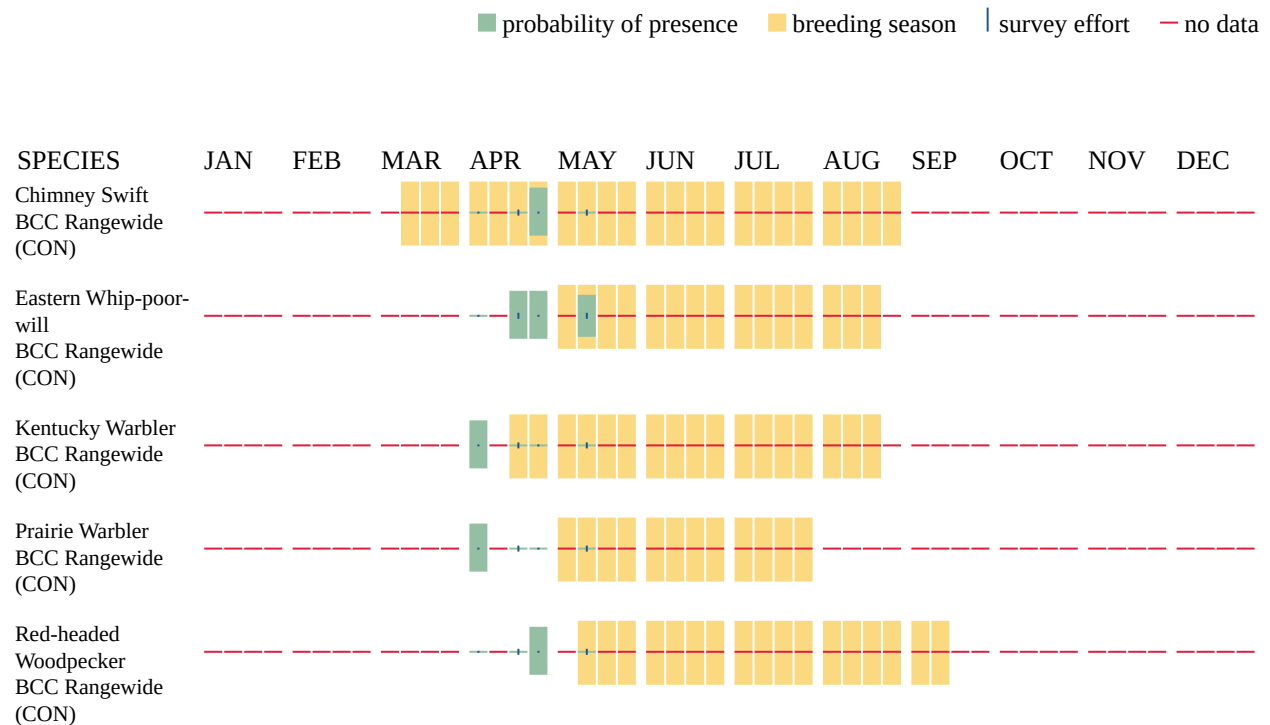 probability of presence breeding season survey effort no data
SPECIES JAN FEB MAR APR MAY JUN JUL AUG SEP OCT NOV DEC
Chimney Swift
BCC Rangewide
(CON)
Eastern Whip-poor-
will
BCC Rangewide
(CON)
Kentucky Warbler
BCC Rangewide
(CON)
Prairie Warbler
BCC Rangewide
(CON)
Red-headed
Woodpecker
BCC Rangewide
(CON)